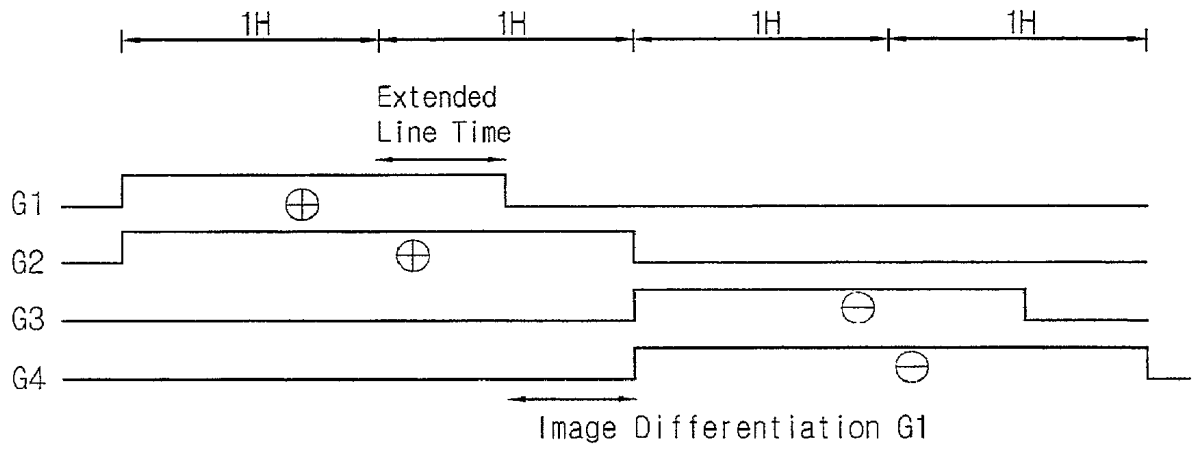 1H 1H 1H 1H
Extended
Line Time
G1 ⊕
G2 ⊕
G3 ⊖
G4 ⊖
Image Differentiation G1